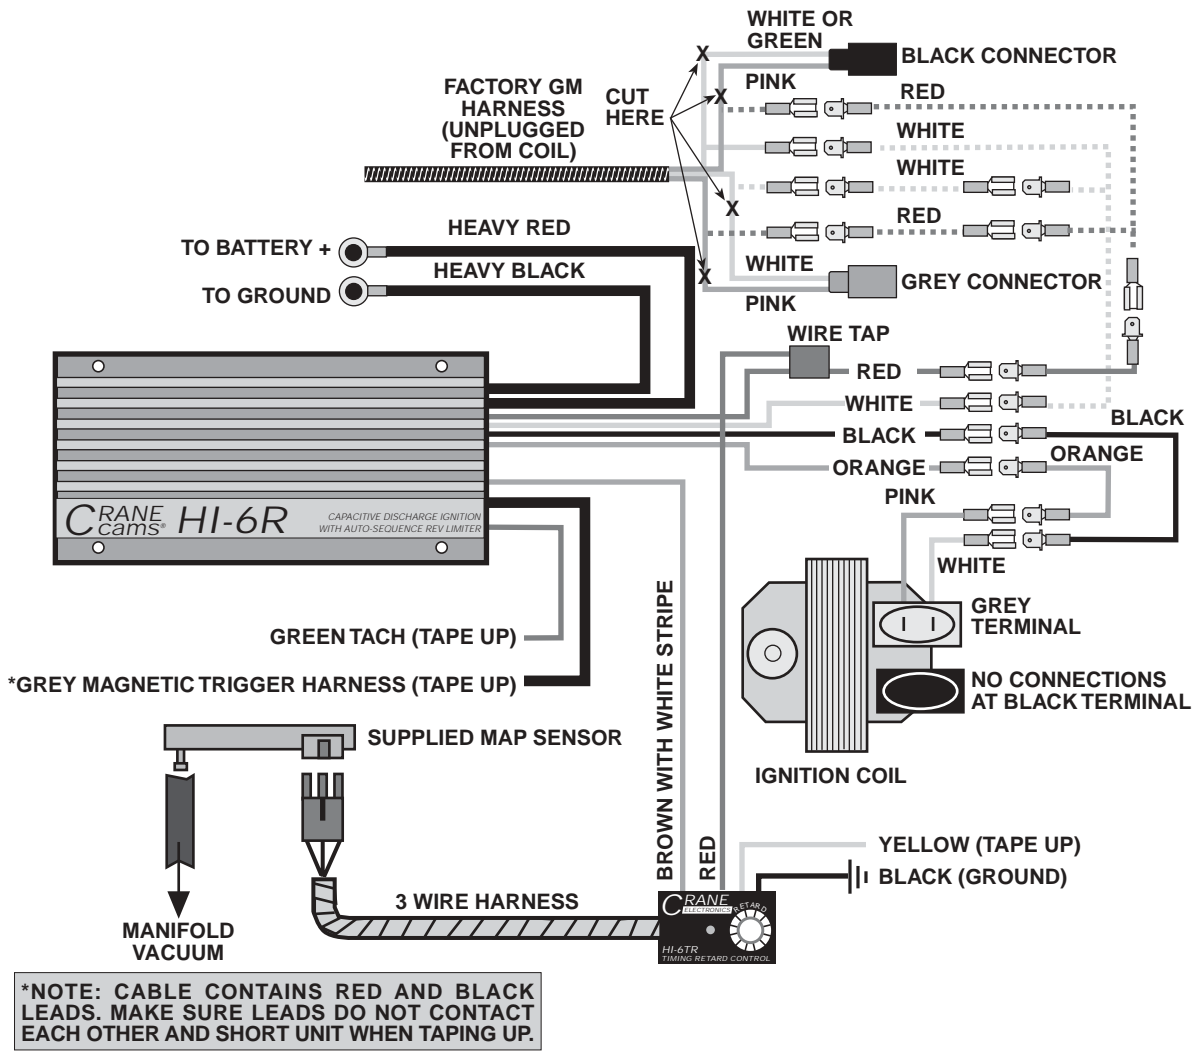 WHITE OR
GREEN
BLACK CONNECTOR
PINK
RED
FACTORY GM
HARNESS
(UNPLUGGED
FROM COIL)
CUT
HERE
X
X
X
X
WHITE
WHITE
RED
HEAVY RED
TO BATTERY +
HEAVY BLACK
TO GROUND
WHITE
GREY CONNECTOR
PINK
WIRE TAP
RED
WHITE
BLACK
BLACK
ORANGE
ORANGE
PINK
WHITE
CRANE
cams®
HI-6R
CAPACITIVE DISCHARGE IGNITION
WITH AUTO-SEQUENCE REV LIMITER
GREY
TERMINAL
NO CONNECTIONS
AT BLACK TERMINAL
IGNITION COIL
GREEN TACH (TAPE UP)
*GREY MAGNETIC TRIGGER HARNESS (TAPE UP)
SUPPLIED MAP SENSOR
BROWN WITH WHITE STRIPE
RED
YELLOW (TAPE UP)
BLACK (GROUND)
3 WIRE HARNESS
MANIFOLD
VACUUM
CRANE
ELECTRONICS
RETARD
HI-6TR
TIMING RETARD CONTROL
*NOTE: CABLE CONTAINS RED AND BLACK
LEADS. MAKE SURE LEADS DO NOT CONTACT
EACH OTHER AND SHORT UNIT WHEN TAPING UP.